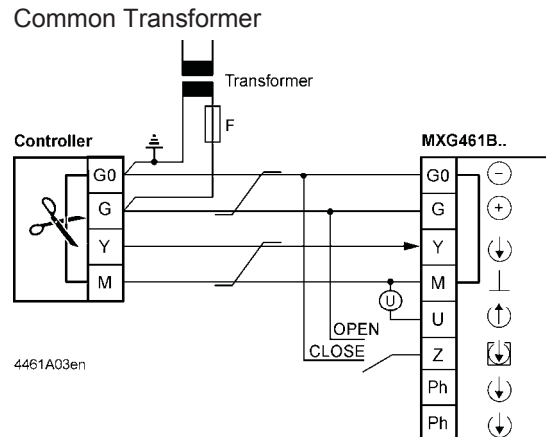 Common Transformer
Transformer
F
Controller
MXG461B..
G0
G0
G
G
Y
Y
M
M
U
U
OPEN
CLOSE
Z
4461A03en
Ph
Ph